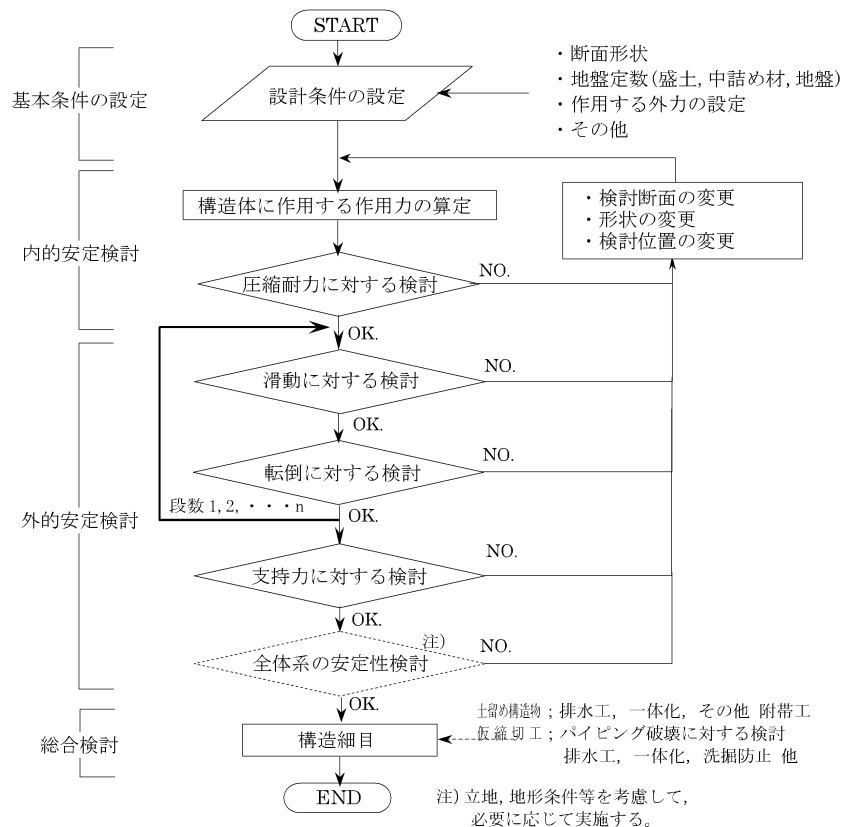 START
・断面形状
・地盤定数(盛土, 中詰め材, 地盤)
・作用する外力の設定
・その他
基本条件の設定
設計条件の設定
構造体に作用する作用力の算定
・検討断面の変更
・形状の変更
・検討位置の変更
内的安定検討
圧縮耐力に対する検討
NO.
OK.
滑動に対する検討
NO.
OK.
転倒に対する検討
NO.
段数 1, 2, ・・・n
OK.
外的安定検討
支持力に対する検討
NO.
OK.
注)
全体系の安定性検討
NO.
OK.
総合検討
構造細目
土留め構造物 ; 排水工, 一体化, その他 附帯工
仮締切工 ; パイピング破壊に対する検討
排水工, 一体化, 洗掘防止 他
END
注) 立地, 地形条件等を考慮して,
必要に応じて実施する。